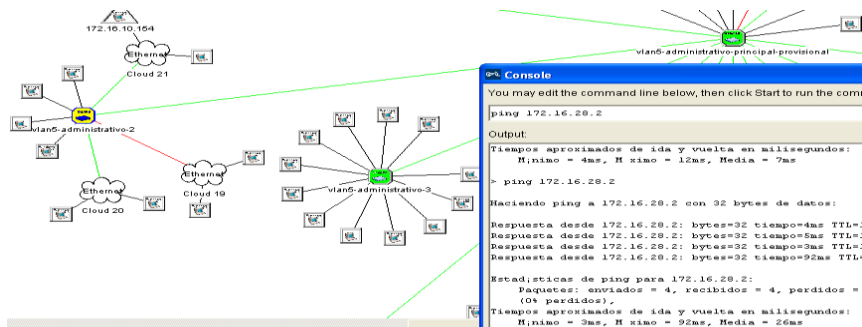 172.16.10.154
Ethernet
Cloud 21
vlan5-administrativo-2
Ethernet
Cloud 20
Ethernet
Cloud 19
vlan5-administrativo-3
vlan5-administrativo-principal-provisional
Console
You may edit the command line below, then click Start to run the com
ping 172.16.28.2
Output:
Tiempos aproximados de ida y vuelta en milisegundos:
M¡nimo = 4ms, M ximo = 12ms, Media = 7ms
> ping 172.16.28.2
Haciendo ping a 172.16.28.2 con 32 bytes de datos:
Respuesta desde 172.16.28.2: bytes=32 tiempo=4ms TTL=
Respuesta desde 172.16.28.2: bytes=32 tiempo=5ms TTL=
Respuesta desde 172.16.28.2: bytes=32 tiempo=3ms TTL=
Respuesta desde 172.16.28.2: bytes=32 tiempo=92ms TTL=
Estad¡sticas de ping para 172.16.28.2:
Paquetes: enviados = 4, recibidos = 4, perdidos =
(0% perdidos),
Tiempos aproximados de ida y vuelta en milisegundos:
M¡nimo = 3ms, M ximo = 92ms, Media = 26ms